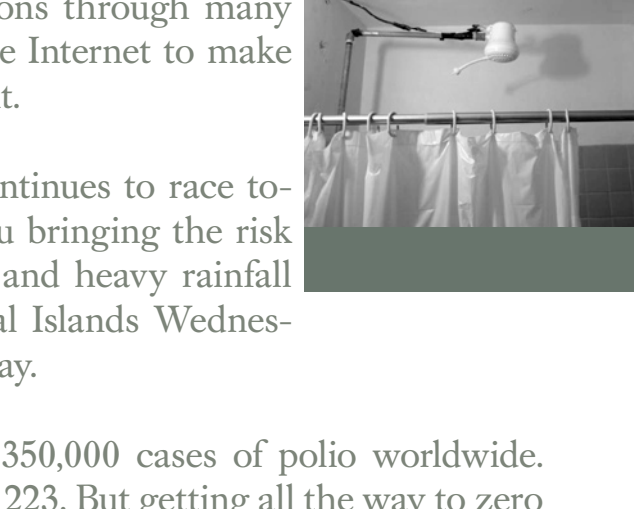 ons through many
e Internet to make
t.
ntinues to race to-
u bringing the risk
and heavy rainfall
al Islands Wednes-
ay.
350,000 cases of polio worldwide.
223. But getting all the way to zero